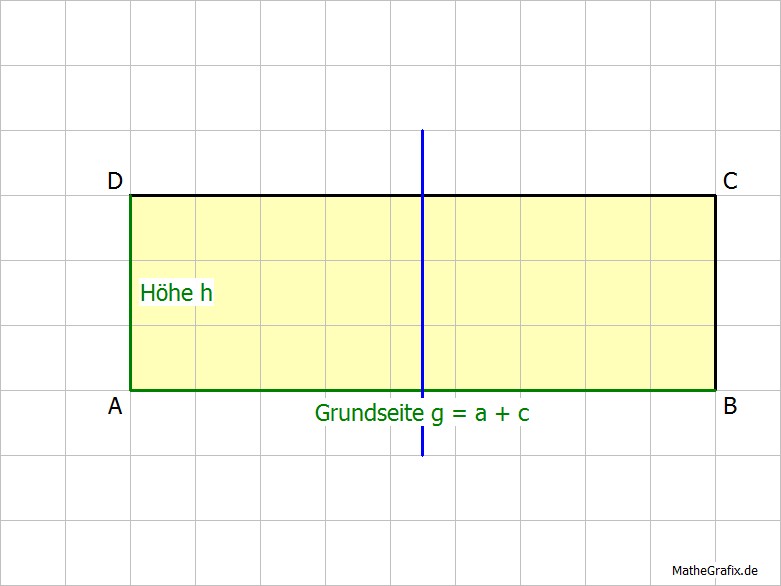 D
C
Höhe h
A
B
Grundseite g = a + c
MatheGrafix.de